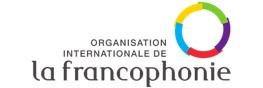 ORGANISATION
INTERNATIONALE DE
la francophonie